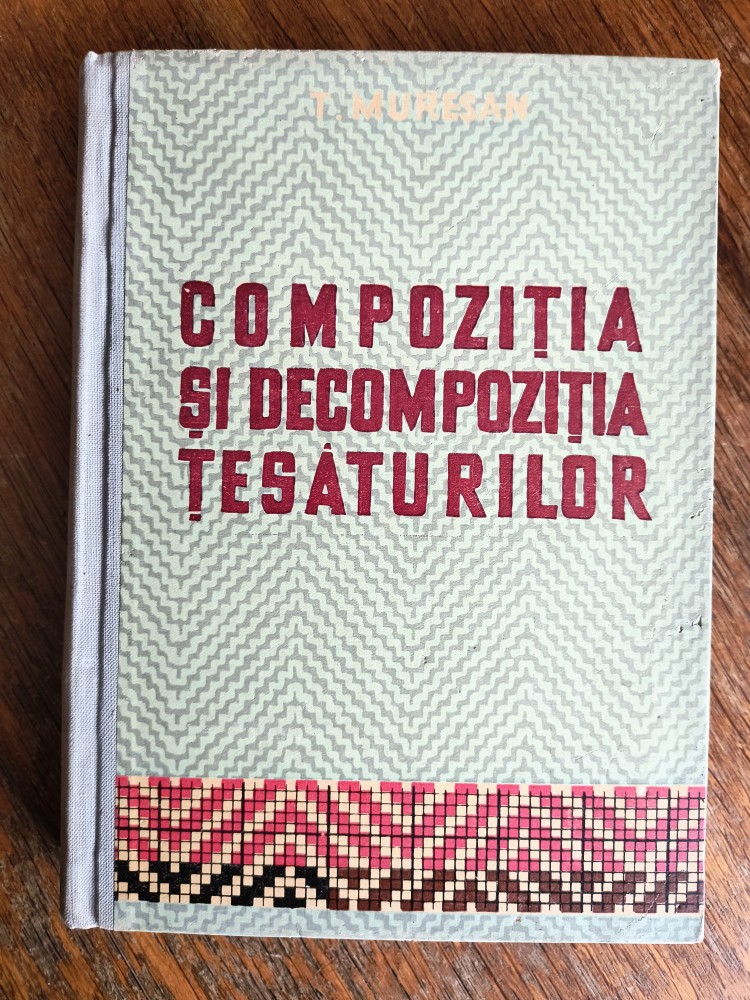 T. MUREȘAN
COMPOZIȚIA
ȘI DECOMPOZIȚIA
ȚESĂTURILOR